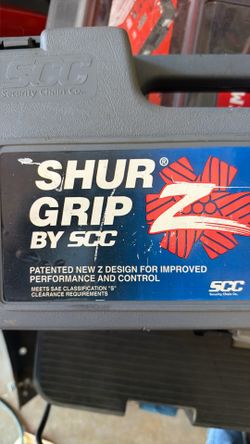 SCC
Security Chain Co.
SHUR®
GRIP
BY SCC
Z
PATENTED NEW Z DESIGN FOR IMPROVED
PERFORMANCE AND CONTROL
MEETS SAE CLASSIFICATION "S"
CLEARANCE REQUIREMENTS
SCC
Security Chain Co.